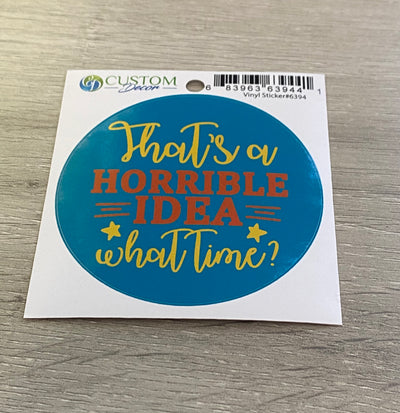 CUSTOM
Decor
6 83963 63944 1
Vinyl Sticker#6394
That's a
HORRIBLE
IDEA
what time?